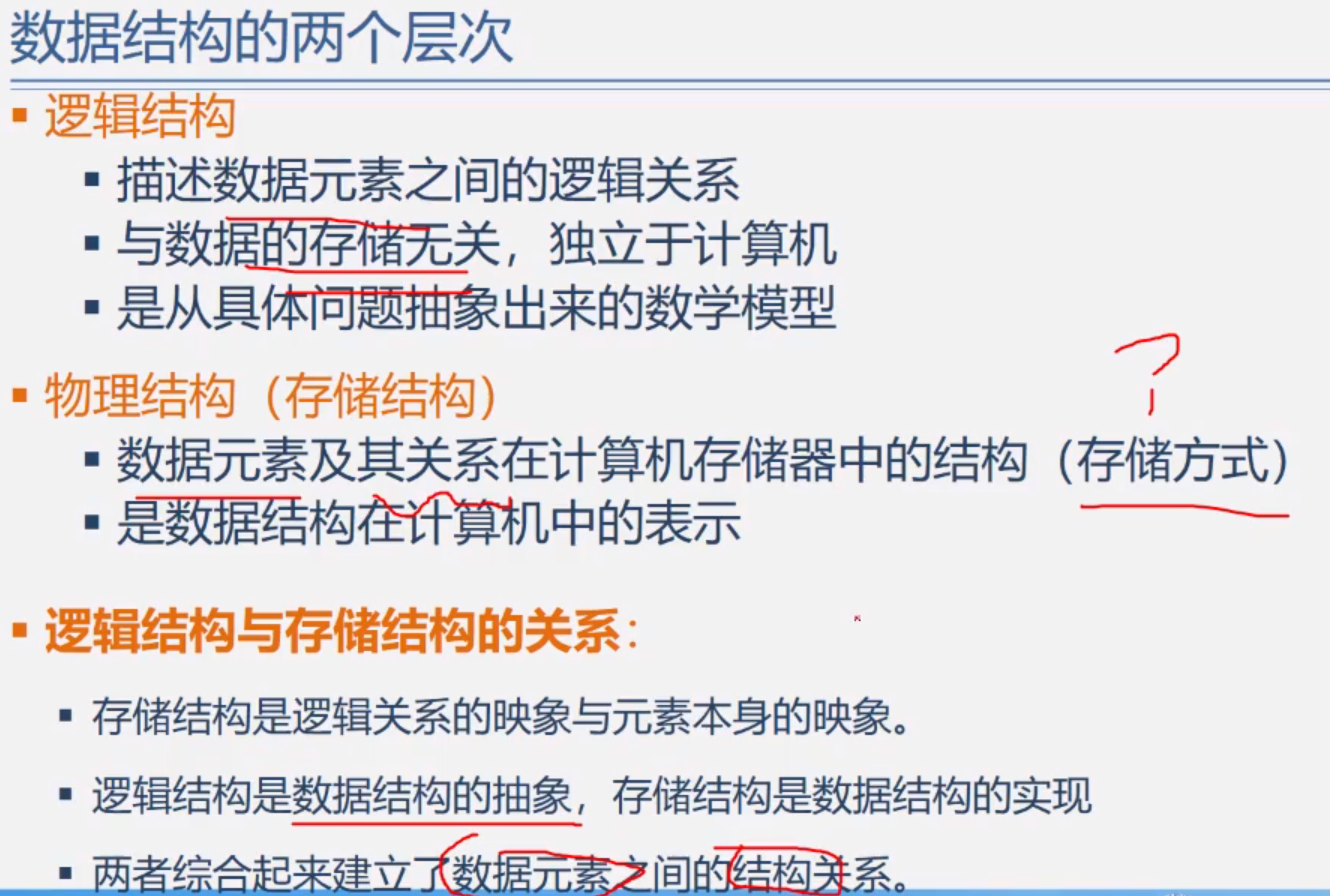 数据结构的两个层次
▪ 逻辑结构
▪ 描述数据元素之间的逻辑关系
▪ 与数据的存储无关，独立于计算机
▪ 是从具体问题抽象出来的数学模型
▪ 物理结构（存储结构）
▪ 数据元素及其关系在计算机存储器中的结构（存储方式）
▪ 是数据结构在计算机中的表示
▪ 逻辑结构与存储结构的关系：
▪ 存储结构是逻辑关系的映象与元素本身的映象。
▪ 逻辑结构是数据结构的抽象，存储结构是数据结构的实现
▪ 两者综合起来建立了数据元素之间的结构关系。